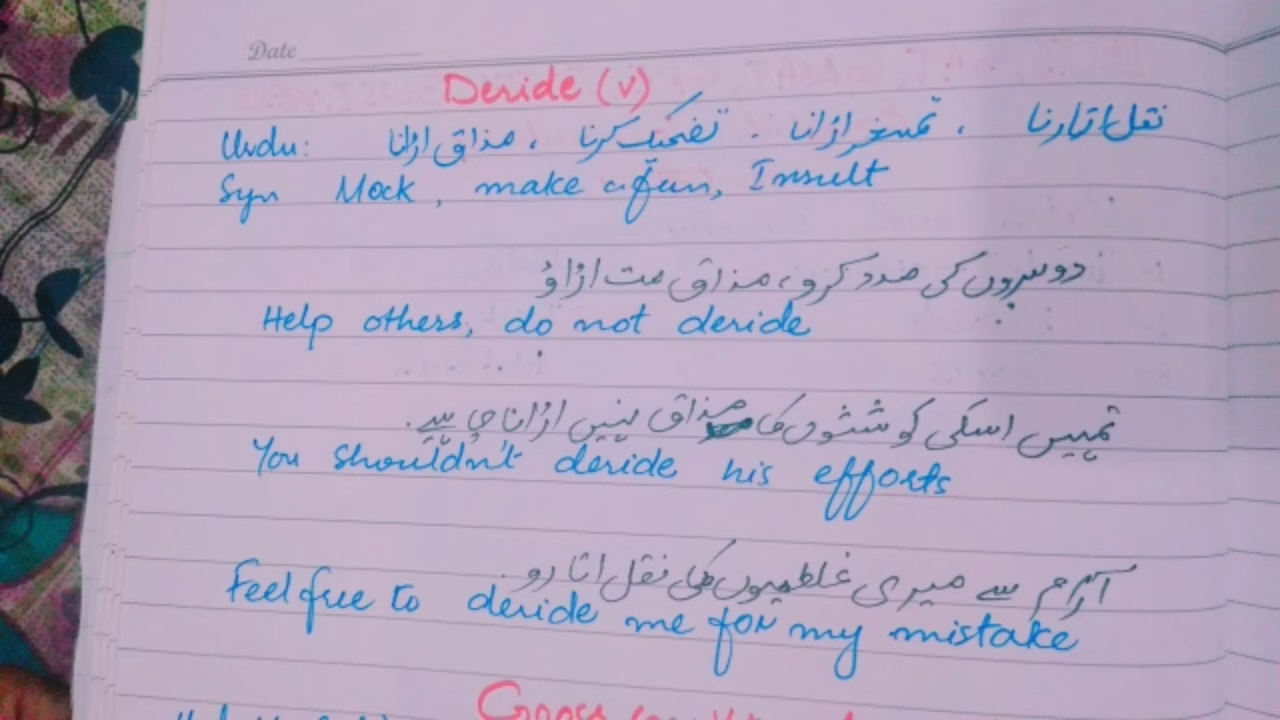 Date
Deride (v)
Urdu: مذاق اڑانا ، تضحیک کرنا ۔ تمسخر اڑانا ، نقل اتارنا
Syn Mock, make a fun, Insult
دوسروں کی مدد کرو، مذاق مت اڑاؤ
Help others, do not deride
تمہیں اسکی کوششوں کا مذاق نہیں اڑانا چاہیے.
You shouldn't deride his efforts
آرام سے میری غلطیوں کی نقل اتارو.
Feel free to deride me for my mistake